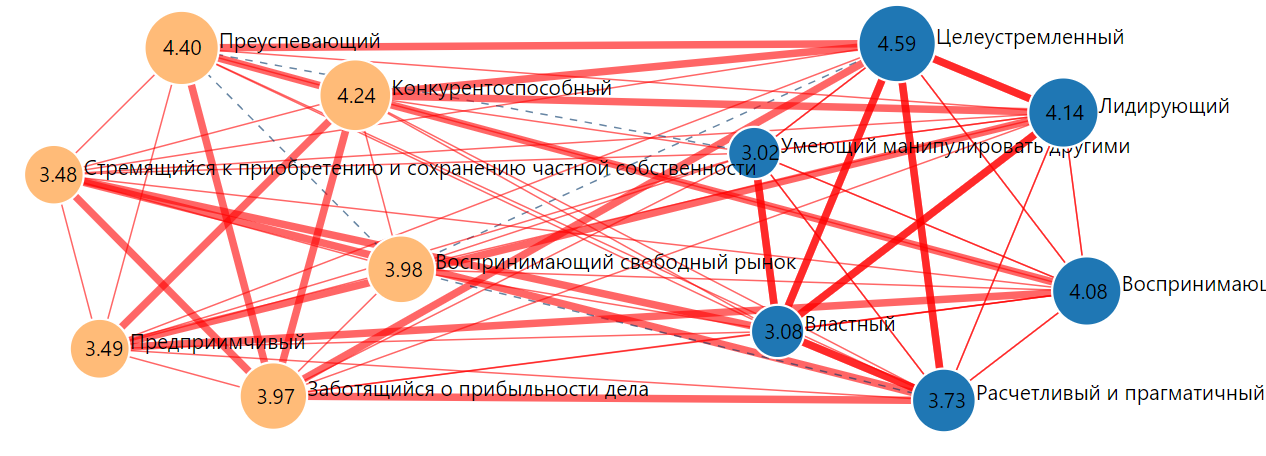 4.40 Преуспевающий
4.59 Целеустремленный
4.24 Конкурентоспособный
4.14 Лидирующий
3.02 Умеющий манипулировать другими
3.48 Стремящийся к приобретению и сохранению частной собственности
3.98 Воспринимающий свободный рынок
4.08
3.08 Властный
3.49 Предприимчивый
3.97 Заботящийся о прибыльности дела
3.73 Расчетливый и прагматичный